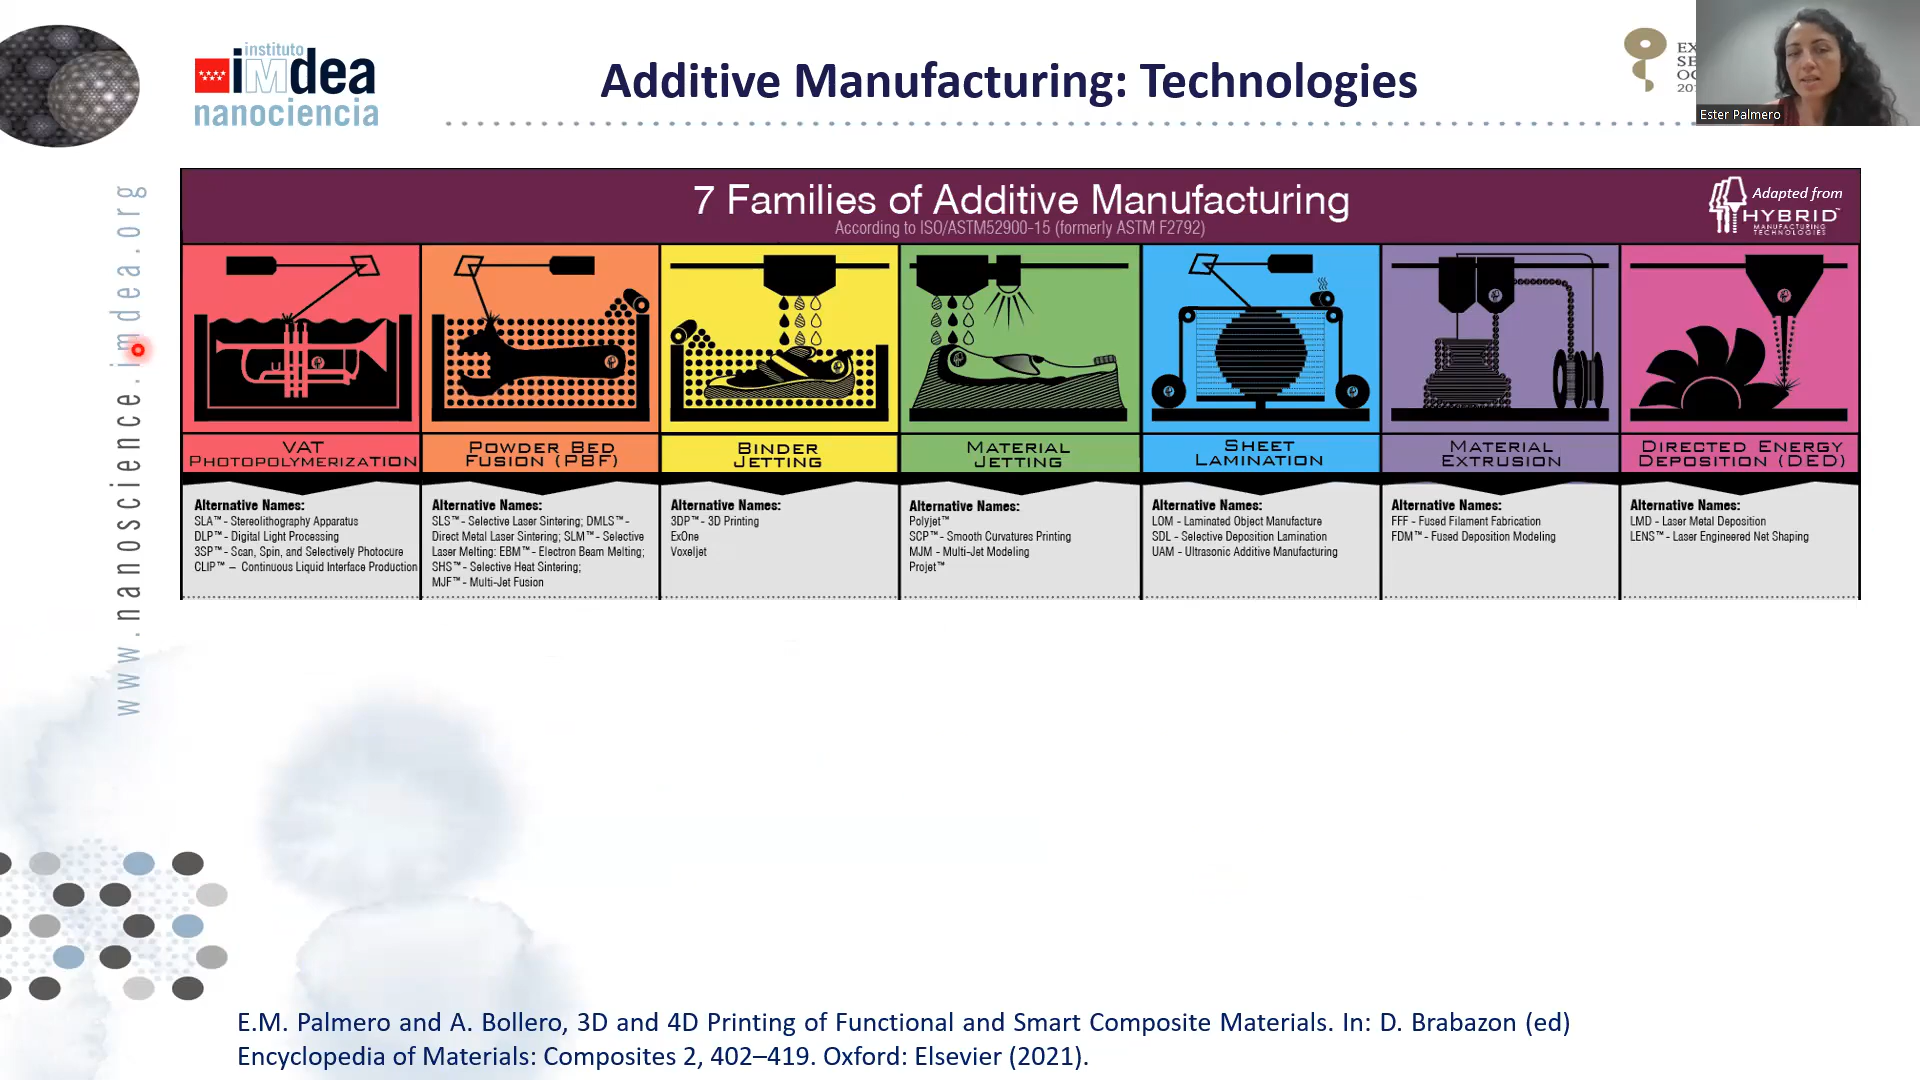 instituto
imdea
nanociencia
Additive Manufacturing: Technologies
Ester Palmero
www.nanoscience.imdea.org
7 Families of Additive Manufacturing
According to ISO/ASTM52900-15 (formerly ASTM F2792)
Adapted from
HYBRID™
MANUFACTURING
TECHNOLOGIES
VAT
PHOTOPOLYMERIZATION
Alternative Names:
SLA™- Stereolithography Apparatus
DLP™- Digital Light Processing
3SP™- Scan, Spin, and Selectively Photocure
CLIP™ – Continuous Liquid Interface Production
POWDER BED
FUSION (PBF)
Alternative Names:
SLS™- Selective Laser Sintering; DMLS™-
Direct Metal Laser Sintering; SLM™- Selective
Laser Melting: EBM™- Electron Beam Melting;
SHS™- Selective Heat Sintering;
MJF™- Multi-Jet Fusion
BINDER
JETTING
Alternative Names:
3DP™- 3D Printing
ExOne
Voxeljet
MATERIAL
JETTING
Alternative Names:
Polyjet™
SCP™- Smooth Curvatures Printing
MJM - Multi-Jet Modeling
Projet™
SHEET
LAMINATION
Alternative Names:
LOM - Laminated Object Manufacture
SDL - Selective Deposition Lamination
UAM - Ultrasonic Additive Manufacturing
MATERIAL
EXTRUSION
Alternative Names:
FFF - Fused Filament Fabrication
FDM™- Fused Deposition Modeling
DIRECTED ENERGY
DEPOSITION (DED)
Alternative Names:
LMD - Laser Metal Deposition
LENS™- Laser Engineered Net Shaping
E.M. Palmero and A. Bollero, 3D and 4D Printing of Functional and Smart Composite Materials. In: D. Brabazon (ed)
Encyclopedia of Materials: Composites 2, 402–419. Oxford: Elsevier (2021).